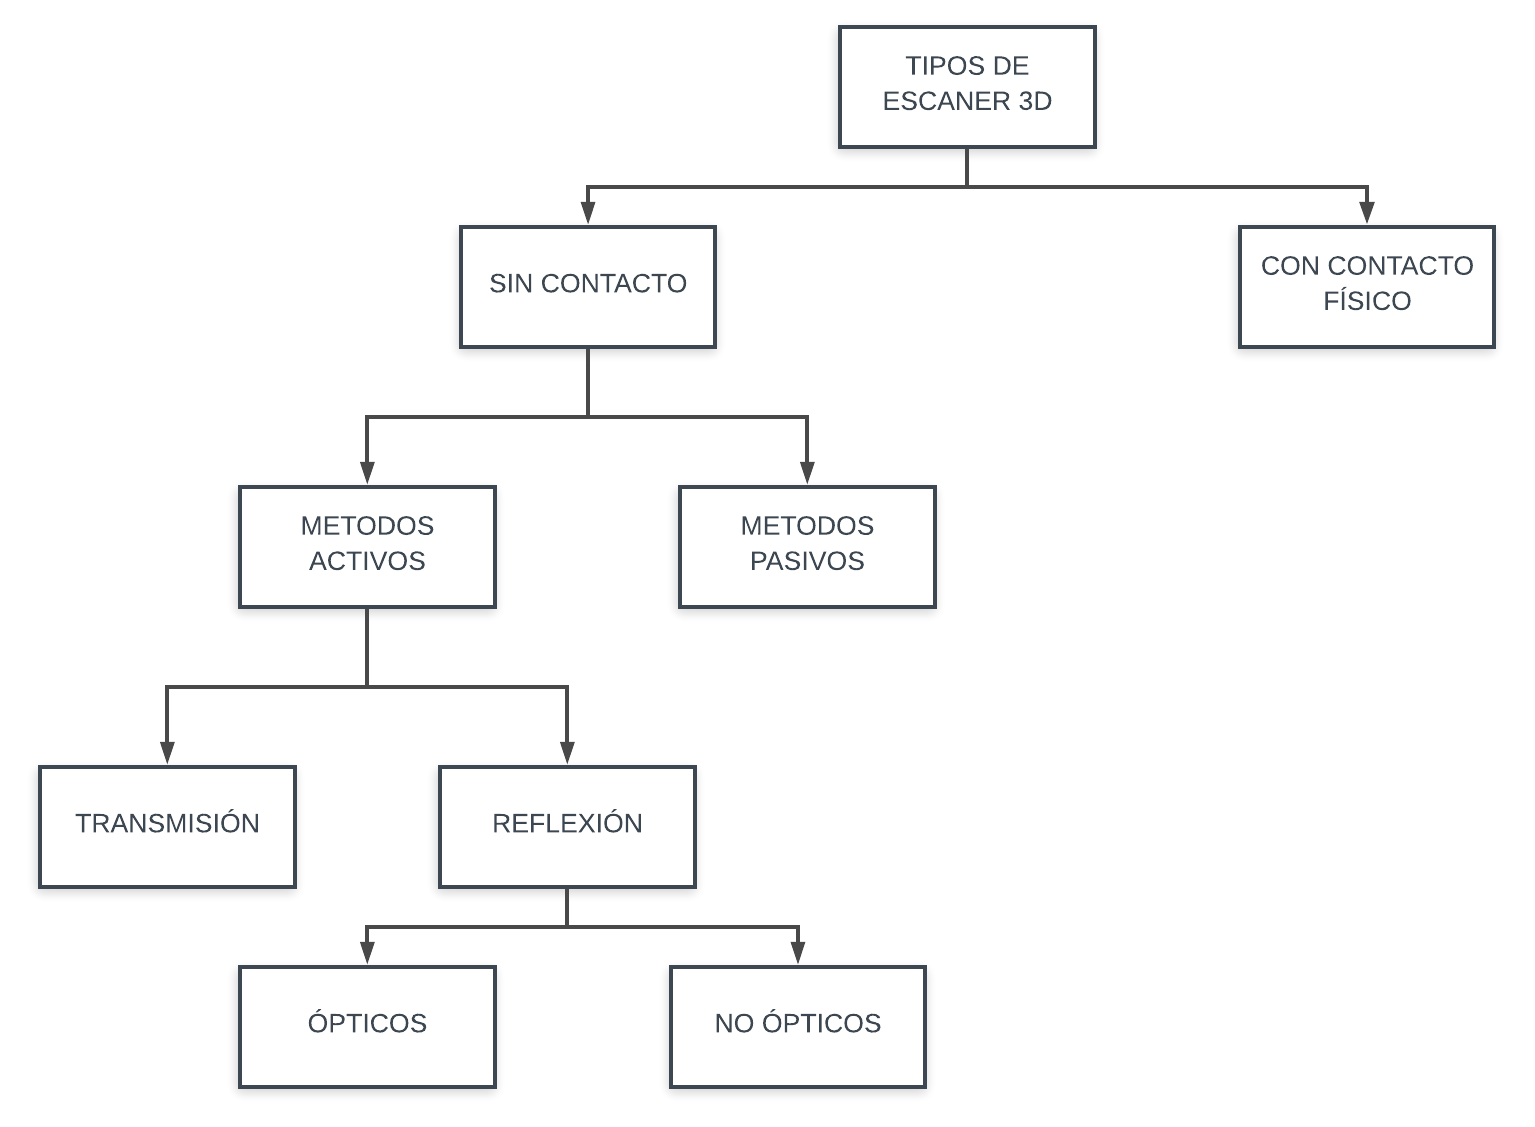 TIPOS DE
ESCANER 3D
SIN CONTACTO
CON CONTACTO
FÍSICO
METODOS
ACTIVOS
METODOS
PASIVOS
TRANSMISIÓN
REFLEXIÓN
ÓPTICOS
NO ÓPTICOS